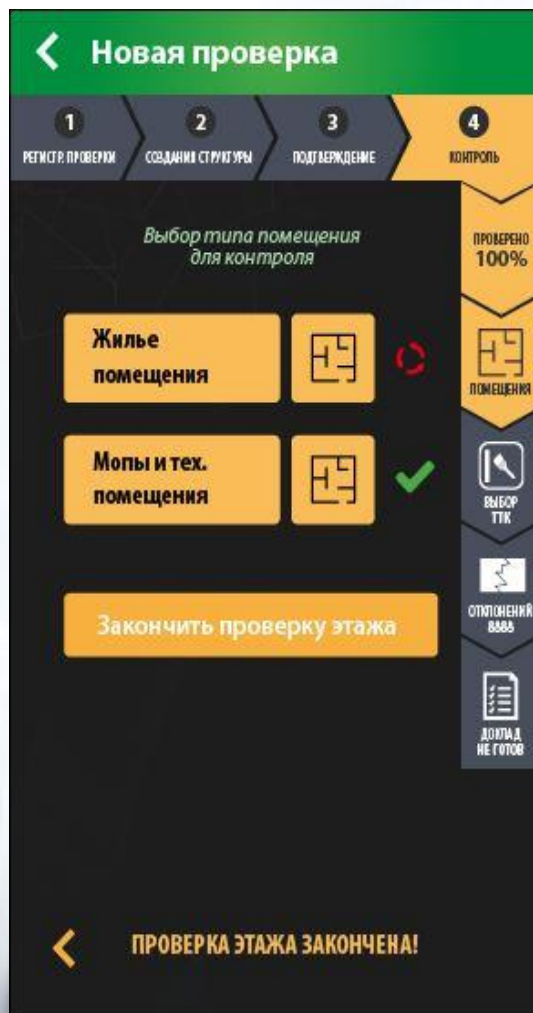 Новая проверка
1
РЕГИСТР. ПРОВЕРКИ
2
СОЗДАНИЯ СТРУКТУРЫ
3
ПОДТВЕРЖДЕНИЕ
4
КОНТРОЛЬ
Выбор типа помещения
для контроля
ПРОВЕРЕНО
100%
Жилье
помещения
ПОМЕЩЕНИЯ
Мопы и тех.
помещения
ВЫБОР
ТТК
Закончить проверку этажа
ОТКЛОНЕНИЙ
8888
ДОКЛАД
НЕ ГОТОВ
ПРОВЕРКА ЭТАЖА ЗАКОНЧЕНА!